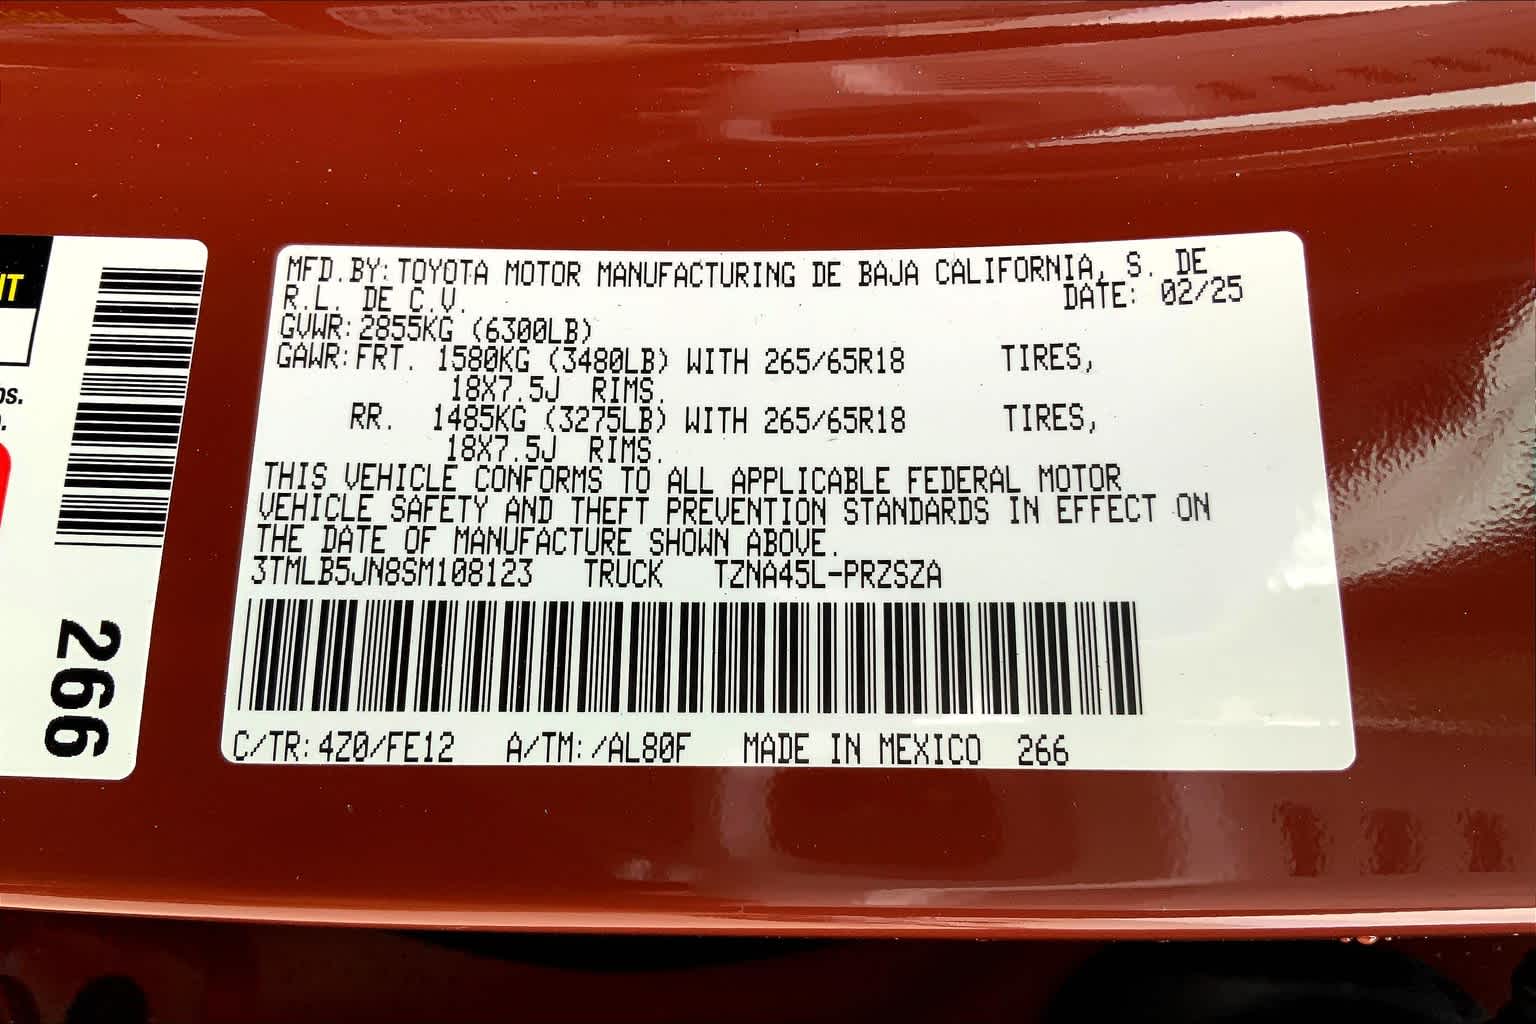 MFD.BY:TOYOTA MOTOR MANUFACTURING DE BAJA CALIFORNIA, S. DE
R.L. DE C.V. DATE: 02/25
GVWR:2855KG (6300LB)
GAWR:FRT. 1580KG (3480LB) WITH 265/65R18 TIRES,
18X7.5J RIMS.
RR. 1485KG (3275LB) WITH 265/65R18 TIRES,
18X7.5J RIMS.
THIS VEHICLE CONFORMS TO ALL APPLICABLE FEDERAL MOTOR
VEHICLE SAFETY AND THEFT PREVENTION STANDARDS IN EFFECT ON
THE DATE OF MANUFACTURE SHOWN ABOVE.
3TMLB5JN8SM108123 TRUCK TZNA45L-PRZSZA
C/TR:4Z0/FE12 A/TM:/AL80F MADE IN MEXICO 266
266